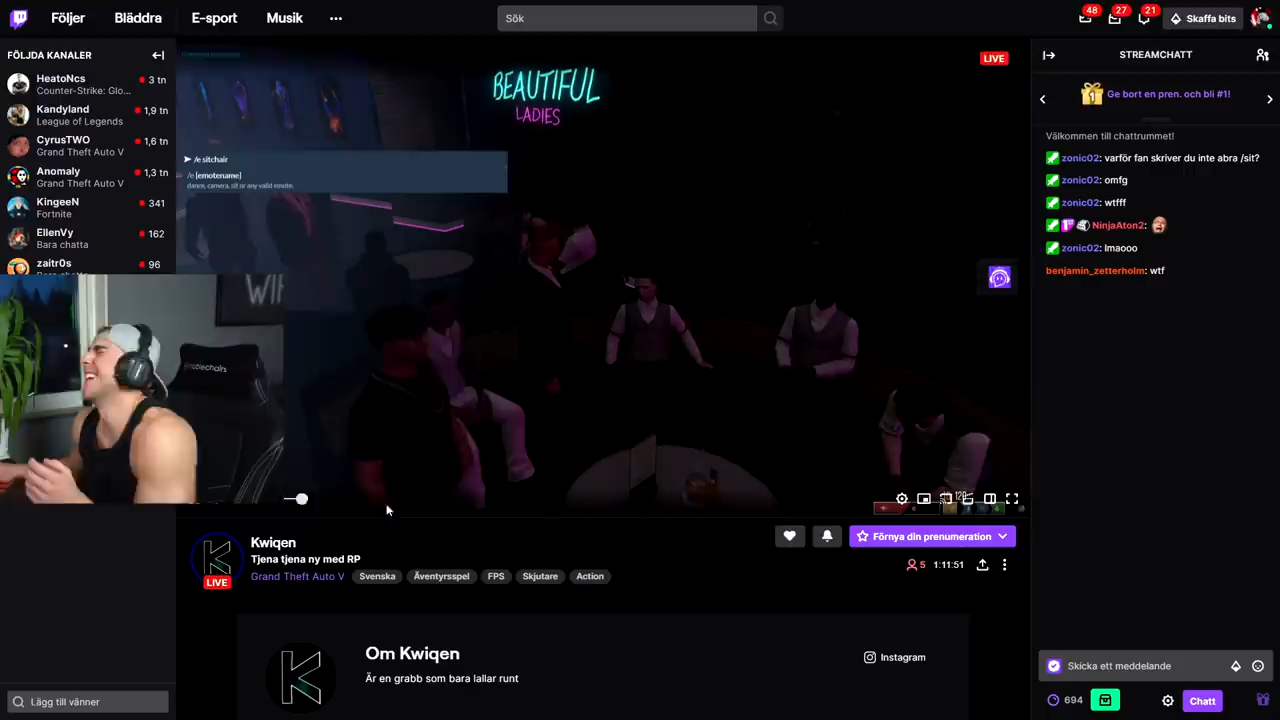 Följer
Bläddra
E-sport
Musik
Sök
48
27
21
Skaffa bits
FÖLJDA KANALER
HeatoNcs
3 tn
Counter-Strike: Glo...
Kandyland
1,9 tn
League of Legends
CyrusTWO
1,6 tn
Grand Theft Auto V
Anomaly
1,3 tn
Grand Theft Auto V
KingeeN
341
Fortnite
EllenVy
162
Bara chatta
zaitr0s
96
Lägg till vänner
BEAUTIFUL
LADIES
LIVE
/e sitchair
/e [emotename]
dance, camera, sit or any valid emote.
noblechairs
Kwiqen
Tjena tjena ny med RP
Grand Theft Auto V
Svenska
Äventyrsspel
FPS
Skjutare
Action
LIVE
Förnya din prenumeration
5
1:11:51
Om Kwiqen
Är en grabb som bara lallar runt
Instagram
STREAMCHATT
Ge bort en pren. och bli #1!
Välkommen till chattrummet!
zonic02: varför fan skriver du inte abra /sit?
zonic02: omfg
zonic02: wtfff
NinjaAton2:
zonic02: lmaooo
benjamin_zetterholm: wtf
Skicka ett meddelande
694
Chatt